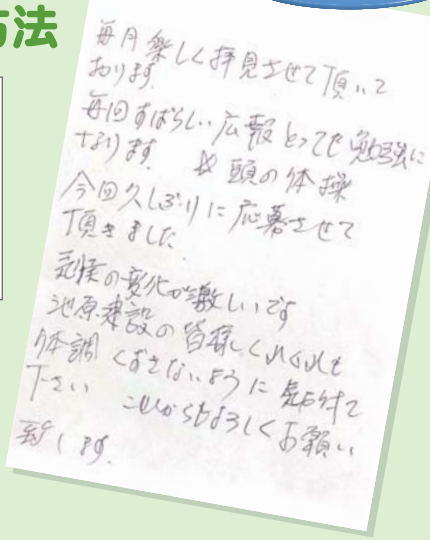 方法
毎月楽しく拝見させて頂いて
おります。
毎回すばらしい広報とっても勉強に
なります。 頭の体操
今回久しぶりに応募させて
頂きました
気候の変化が激しいです
池原建設の皆様くれぐれも
体調くずさないように気を付て
下さい これからもよろしくお願い
致します。